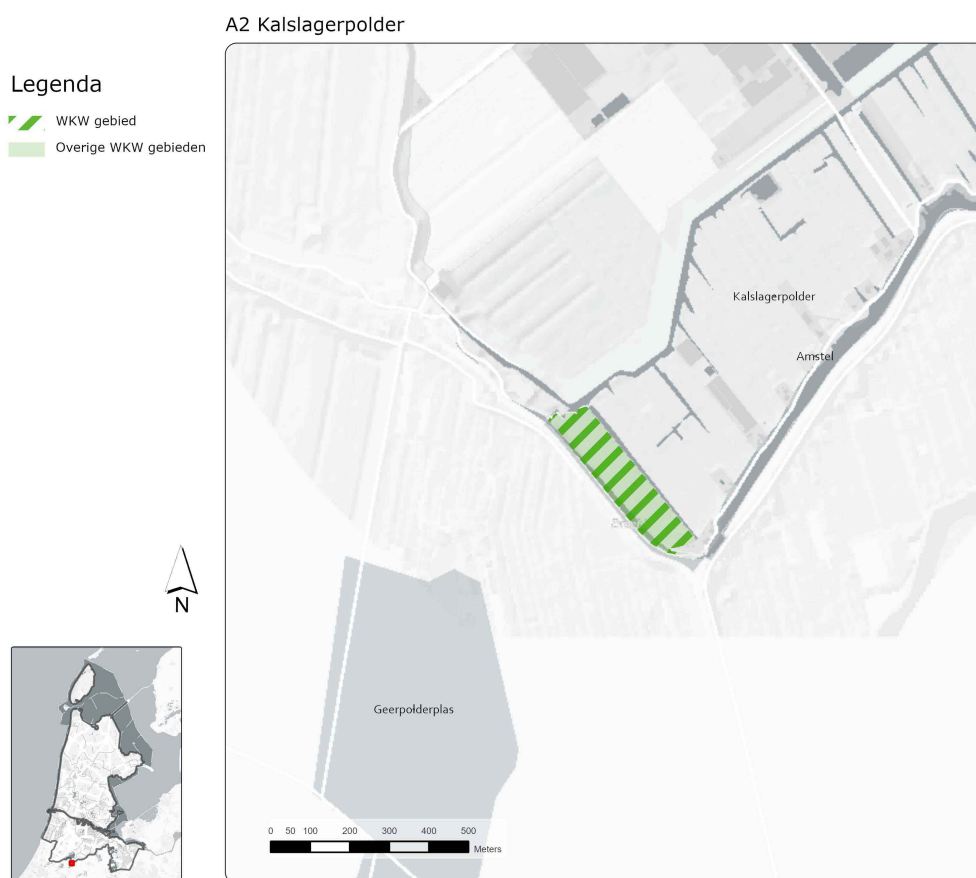 A2 Kalslagerpolder
Legenda
WKW gebied
Overige WKW gebieden
Kalslagerpolder
Amstel
N
Geerpolderplas
0 50 100 200 300 400 500
Meters